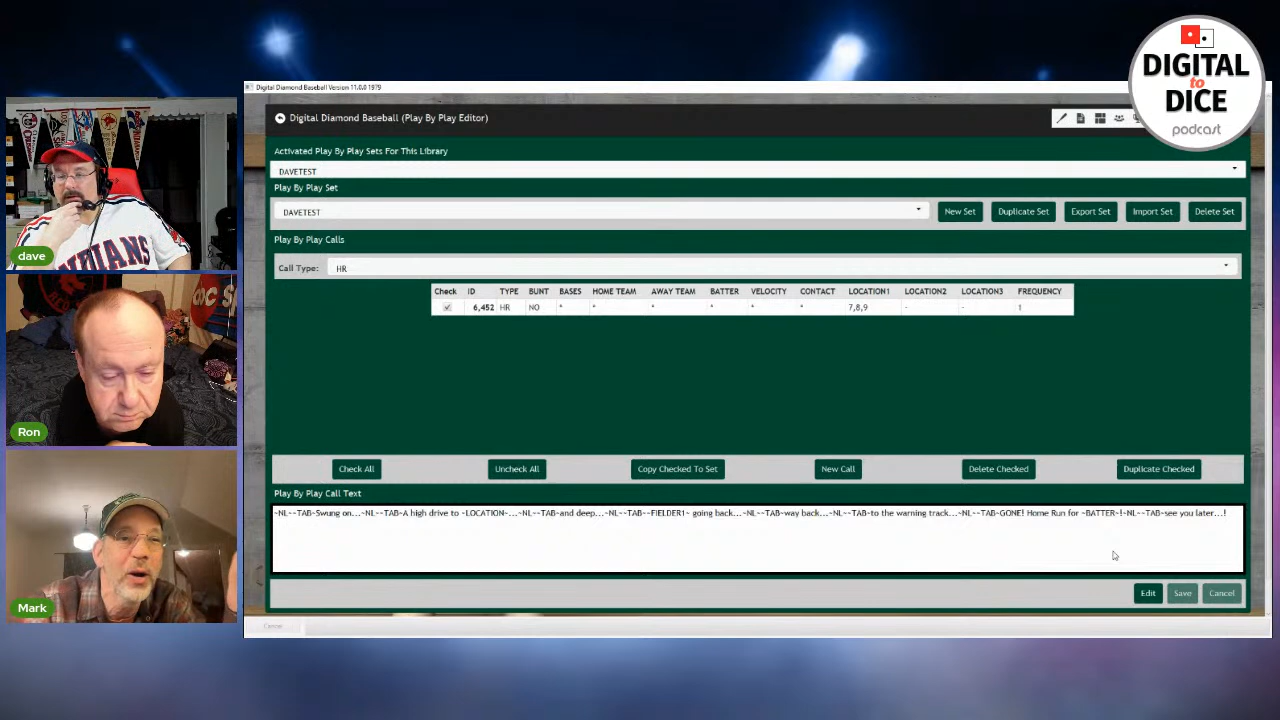 DIGITAL
to
DICE
podcast
Digital Diamond Baseball Version 11.0.0 1979
Digital Diamond Baseball (Play By Play Editor)
Activated Play By Play Sets For This Library
DAVETEST
Play By Play Set
DAVETEST
New Set
Duplicate Set
Export Set
Import Set
Delete Set
Play By Play Calls
Call Type:
HR
Check ID TYPE BUNT BASES HOME TEAM AWAY TEAM BATTER VELOCITY CONTACT LOCATION1 LOCATION2 LOCATION3 FREQUENCY
6,452 HR NO * * * * * * 7,8,9 - - 1
Check All
Uncheck All
Copy Checked To Set
New Call
Delete Checked
Duplicate Checked
Play By Play Call Text
~NL~~TAB~Swung on...~NL~~TAB~A high drive to ~LOCATION~...~NL~~TAB~and deep...~NL~~TAB~~FIELDER1~ going back...~NL~~TAB~way back...~NL~~TAB~to the warning track...~NL~~TAB~GONE! Home Run for ~BATTER~!~NL~~TAB~see you later...!
Edit
Save
Cancel
Cancel
dave
INDIANS
Ron
Mark